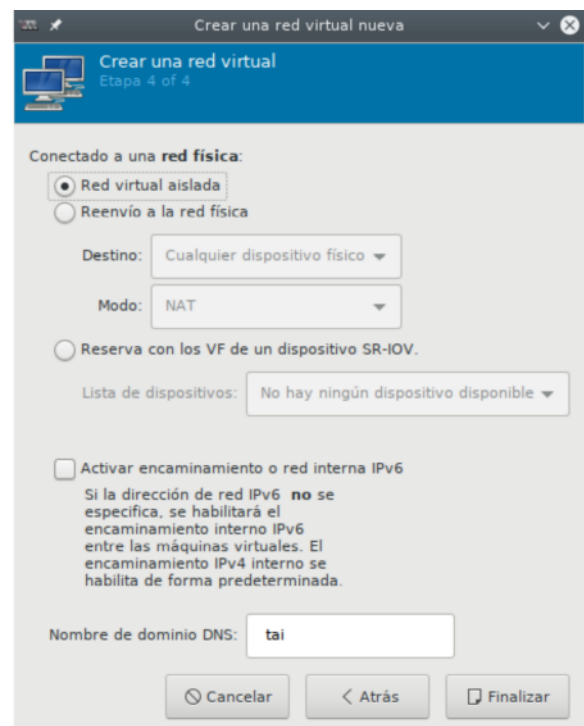 Crear una red virtual nueva
Crear una red virtual
Etapa 4 of 4
Conectado a una red física:
Red virtual aislada
Reenvío a la red física
Destino: Cualquier dispositivo físico
Modo: NAT
Reserva con los VF de un dispositivo SR-IOV.
Lista de dispositivos: No hay ningún dispositivo disponible
Activar encaminamiento o red interna IPv6
Si la dirección de red IPv6 no se
especifica, se habilitará el
encaminamiento interno IPv6
entre las máquinas virtuales. El
encaminamiento IPv4 interno se
habilita de forma predeterminada.
Nombre de dominio DNS: tai
Cancelar Atrás Finalizar